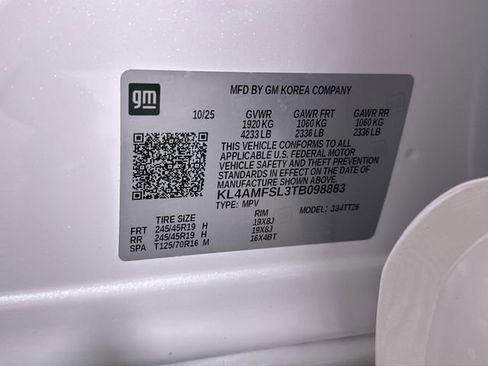 gm
MFD BY GM KOREA COMPANY
10/25 GVWR GAWR FRT GAWR RR
1920 KG 1060 KG 1060 KG
4233 LB 2336 LB 2336 LB
THIS VEHICLE CONFORMS TO ALL
APPLICABLE U.S. FEDERAL MOTOR
VEHICLE SAFETY AND THEFT PREVENTION
STANDARDS IN EFFECT ON THE DATE OF
MANUFACTURE SHOWN ABOVE.
KL4AMFSL3TB098883
TYPE: MPV MODEL: 334TT26
TIRE SIZE RIM
FRT 245/45R19 H 19X8J
RR 245/45R19 H 19X8J
SP T125/70R16 M 16X4BT